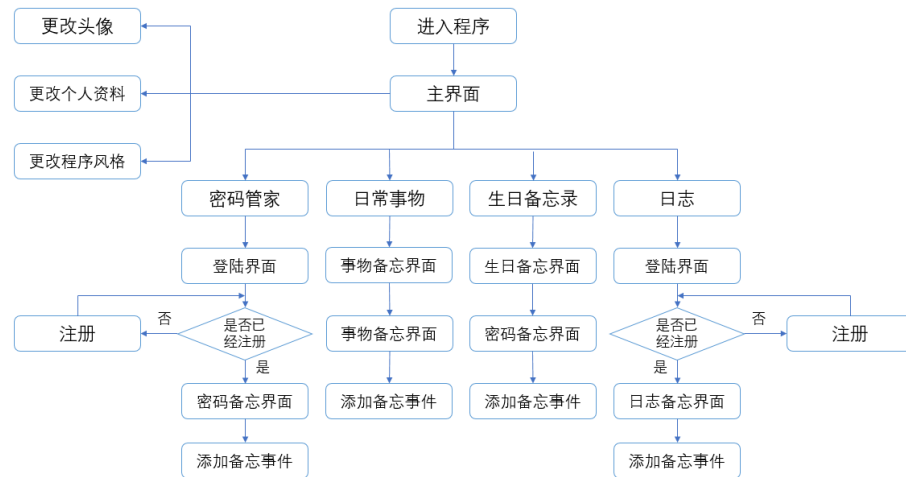 更改头像
进入程序
更改个人资料
主界面
更改程序风格
密码管家
日常事物
生日备忘录
日志
登陆界面
事物备忘界面
生日备忘界面
登陆界面
注册
否
是否已
经注册
是
事物备忘界面
密码备忘界面
是否已
经注册
否
是
注册
密码备忘界面
添加备忘事件
添加备忘事件
日志备忘界面
添加备忘事件
添加备忘事件